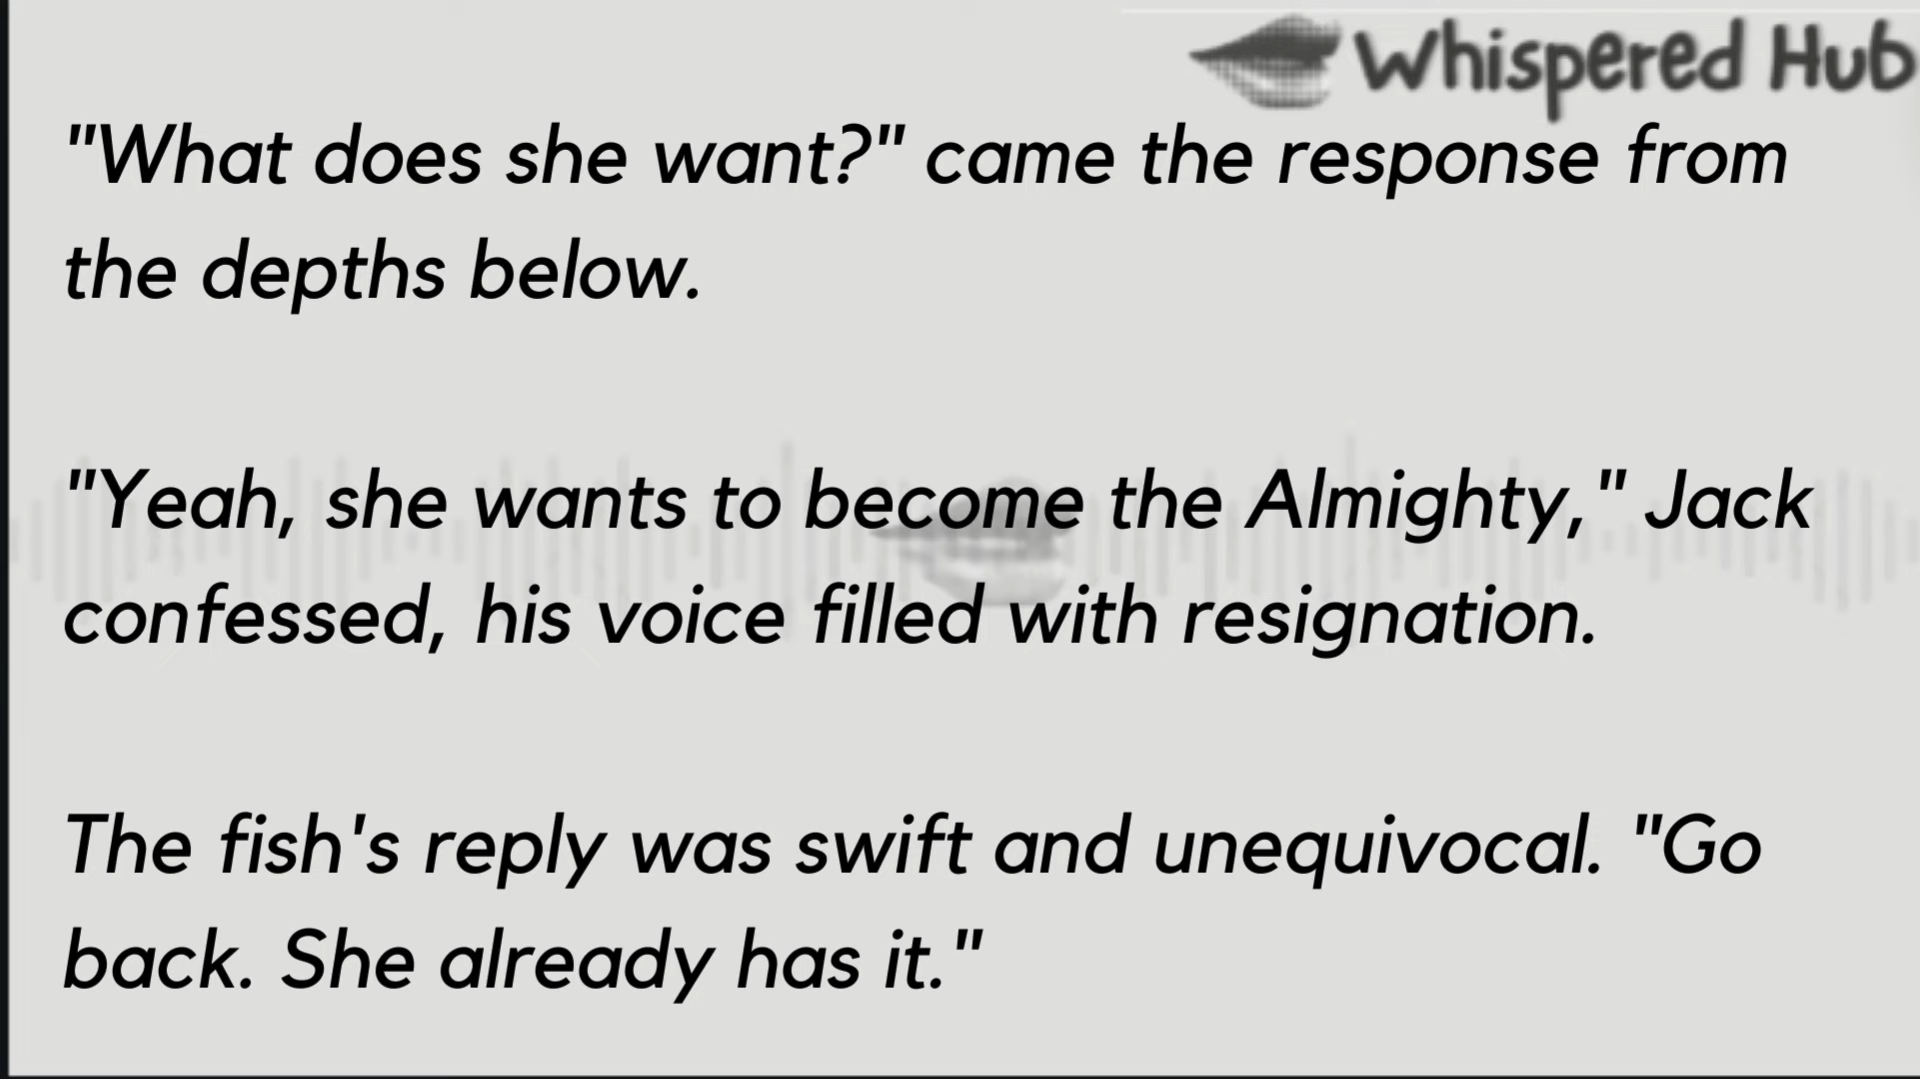 Whispered Hub
"What does she want?" came the response from
the depths below.
"Yeah, she wants to become the Almighty," Jack
confessed, his voice filled with resignation.
The fish's reply was swift and unequivocal. "Go
back. She already has it."